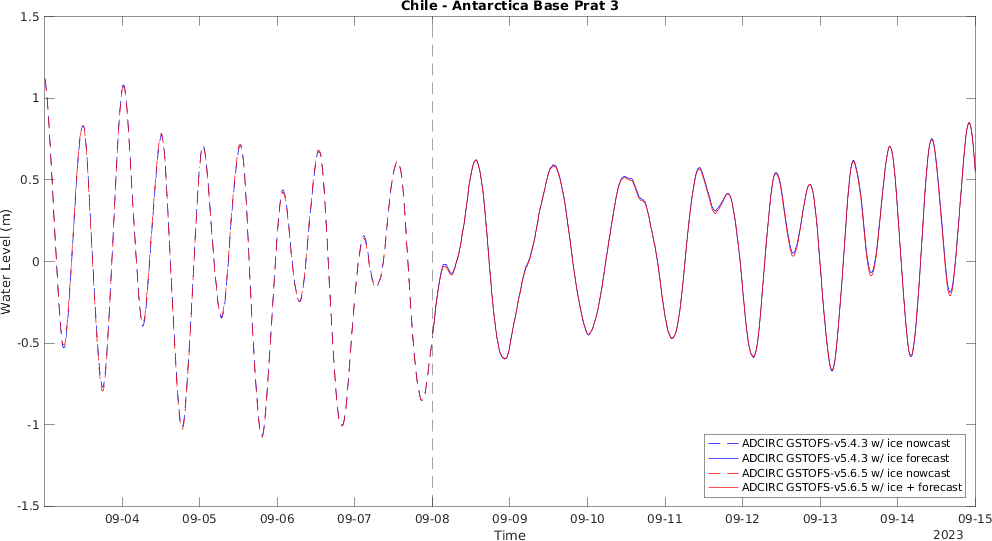 Chile - Antarctica Base Prat 3
1.5
1
0.5
0
-0.5
-1
-1.5
Water Level (m)
ADCIRC GSTOFS-v5.4.3 w/ ice nowcast
ADCIRC GSTOFS-v5.4.3 w/ ice forecast
ADCIRC GSTOFS-v5.6.5 w/ ice nowcast
ADCIRC GSTOFS-v5.6.5 w/ ice + forecast
09-04 09-05 09-06 09-07 09-08 09-09 09-10 09-11 09-12 09-13 09-14 09-15
Time
2023